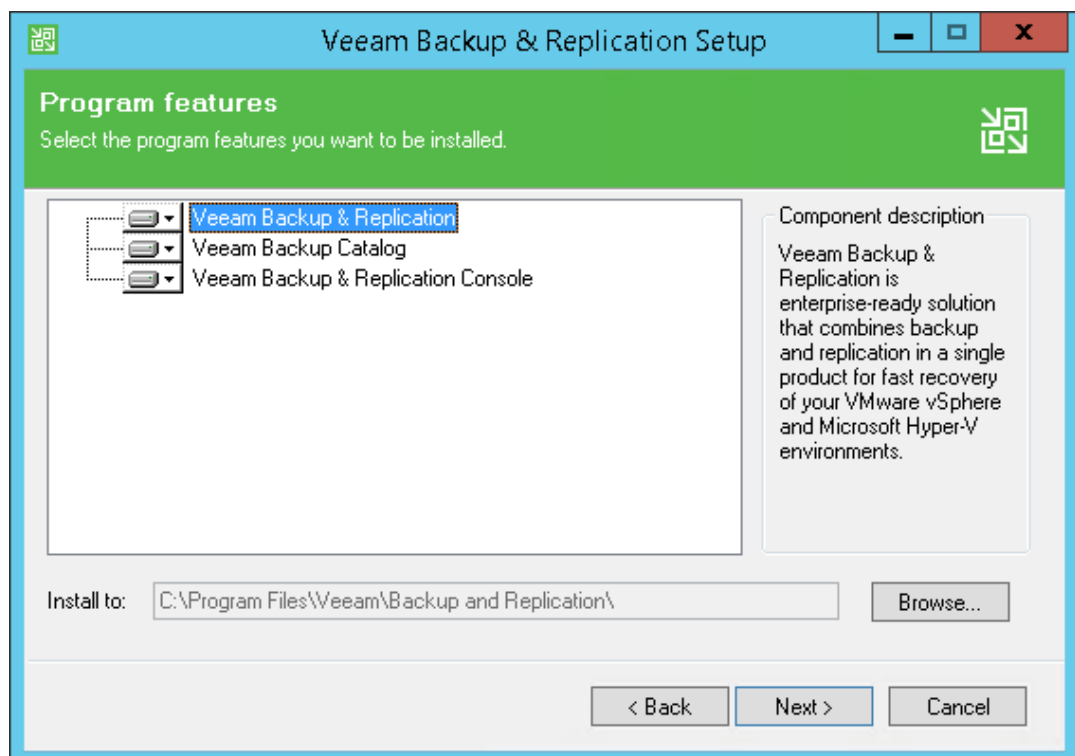 Veeam Backup & Replication Setup
Program features
Select the program features you want to be installed.
Veeam Backup & Replication
Veeam Backup Catalog
Veeam Backup & Replication Console
Component description
Veeam Backup &
Replication is
enterprise-ready solution
that combines backup
and replication in a single
product for fast recovery
of your VMware vSphere
and Microsoft Hyper-V
environments.
Install to:
C:\Program Files\Veeam\Backup and Replication\
Browse...
< Back
Next >
Cancel